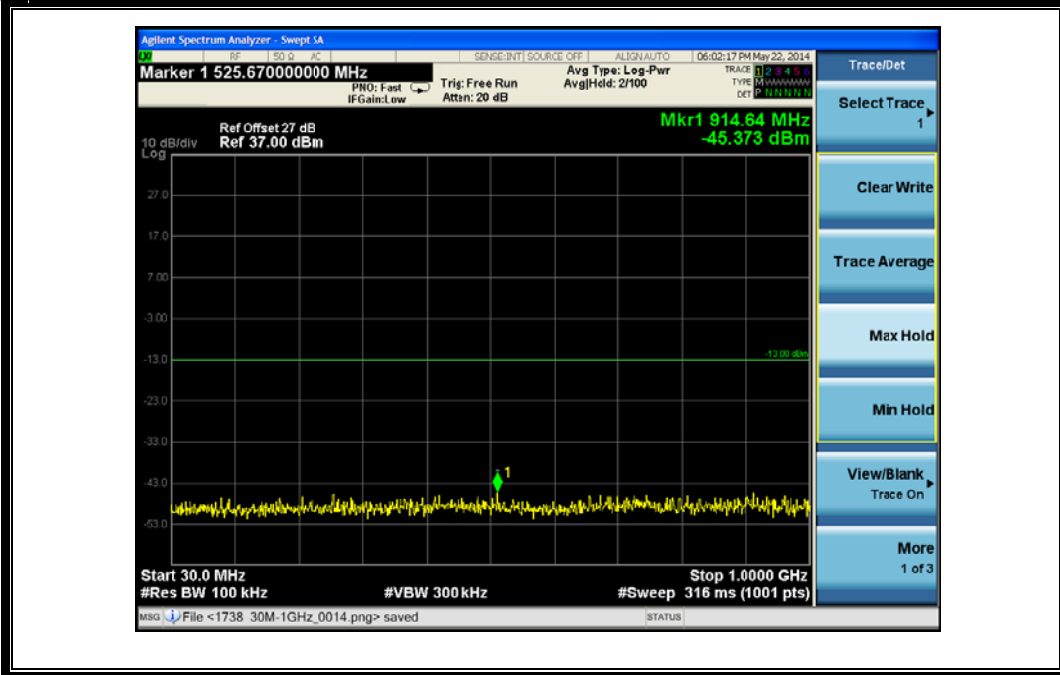 Agilent Spectrum Analyzer - Swept SA
LXI RF 50 Ω AC SENSE:INT SOURCE OFF ALIGN AUTO 06:02:17 PM May 22, 2014
Marker 1 525.670000000 MHz
PNO: Fast
IFGain:Low
Trig: Free Run
Atten: 20 dB
Avg Type: Log-Pwr
Avg|Hold: 2/100
TRACE 1 2 3 4 5 6
TYPE M
DET P N N N N N
Mkr1 914.64 MHz
-45.373 dBm
Ref Offset 27 dB
10 dB/div Ref 37.00 dBm
Log
27.0
17.0
7.00
-3.00
-13.0
-13.00 dBm
-23.0
-33.0
-43.0
1
-53.0
Start 30.0 MHz Stop 1.0000 GHz
#Res BW 100 kHz #VBW 300 kHz #Sweep 316 ms (1001 pts)
MSG File <1738 30M-1GHz_0014.png> saved STATUS
Trace/Det
Select Trace
1
Clear Write
Trace Average
Max Hold
Min Hold
View/Blank
Trace On
More
1 of 3